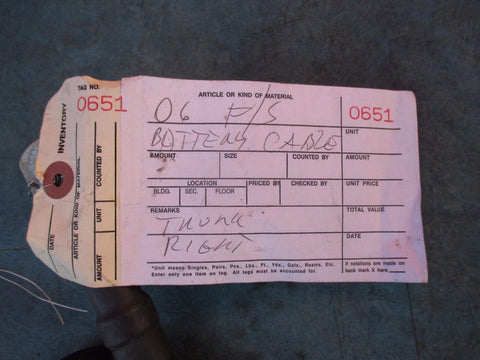 TAG NO:
0651
INVENTORY
ARTICLE OR KIND OF MATERIAL
COUNTED BY
UNIT
DATE
AMOUNT
ARTICLE OR KIND OF MATERIAL
0651
06 F/S
BATTERY CABLE
UNIT
AMOUNT SIZE COUNTED BY AMOUNT
LOCATION PRICED BY CHECKED BY UNIT PRICE
BLDG. SEC. FLOOR
REMARKS TOTAL VALUE
TRUNK
RIGHT
DATE
*Unit means Singles, Pairs, Pcs., Lbs., Ft., Yds., Gals., Reams, Etc.
Enter only one item on tag. All tags must be accounted for.
If notations are made on
back mark X here